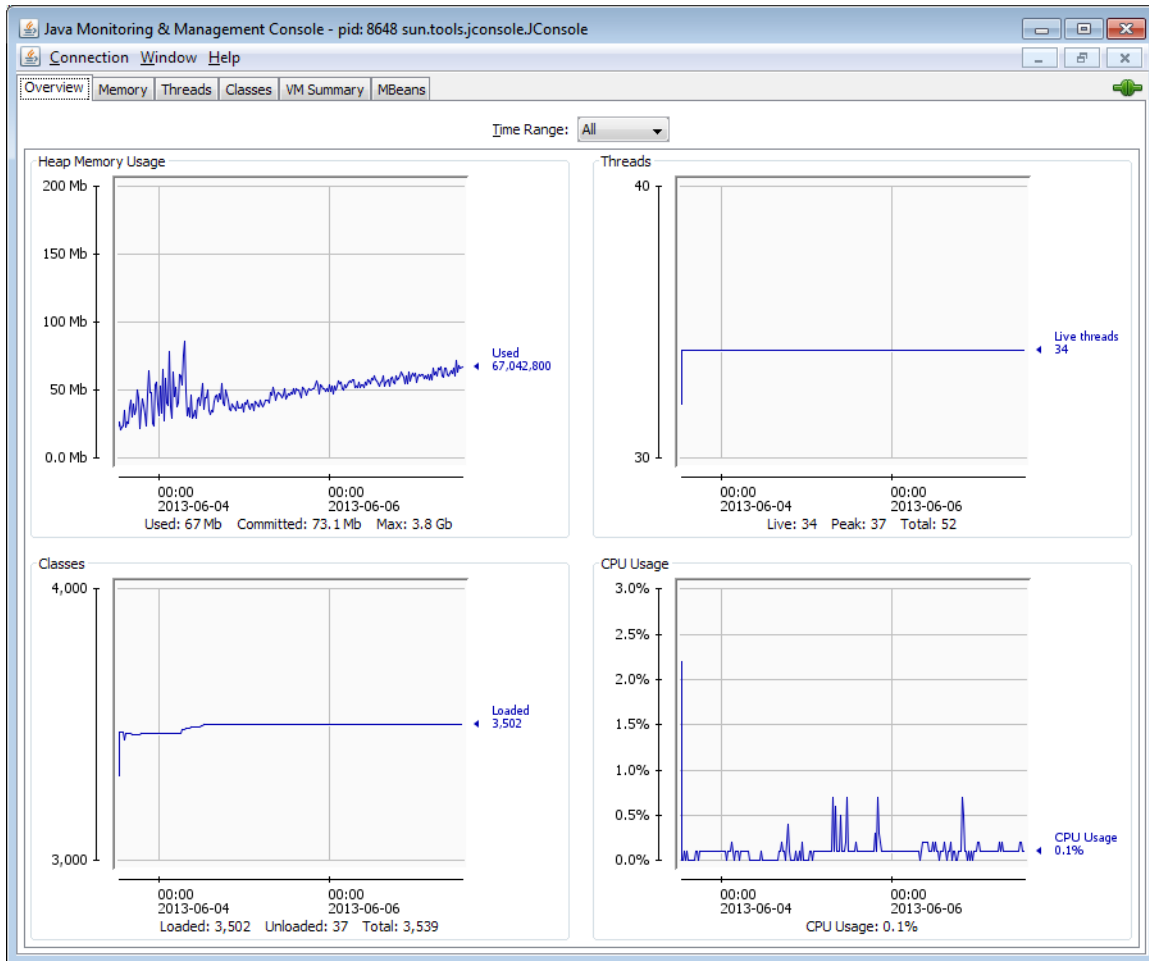 Java Monitoring & Management Console - pid: 8648 sun.tools.jconsole.JConsole
Connection Window Help
Overview Memory Threads Classes VM Summary MBeans
Time Range: All
Heap Memory Usage
200 Mb
150 Mb
100 Mb
50 Mb
0.0 Mb
Used
67,042,800
00:00
2013-06-04
00:00
2013-06-06
Used: 67 Mb Committed: 73.1 Mb Max: 3.8 Gb
Threads
40
30
Live threads
34
00:00
2013-06-04
00:00
2013-06-06
Live: 34 Peak: 37 Total: 52
Classes
4,000
3,000
Loaded
3,502
00:00
2013-06-04
00:00
2013-06-06
Loaded: 3,502 Unloaded: 37 Total: 3,539
CPU Usage
3.0%
2.5%
2.0%
1.5%
1.0%
0.5%
0.0%
CPU Usage
0.1%
00:00
2013-06-04
00:00
2013-06-06
CPU Usage: 0.1%